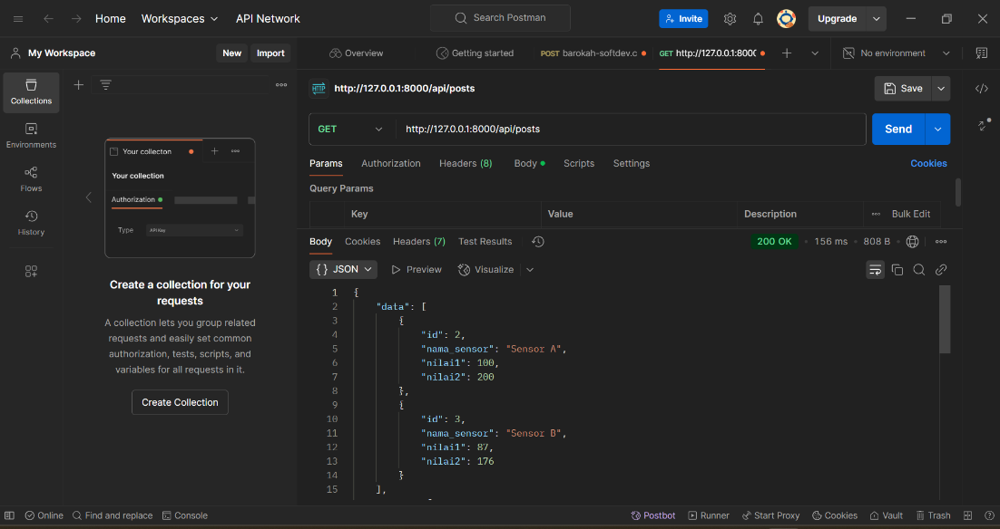 Home Workspaces API Network Search Postman Invite Upgrade
My Workspace New Import Overview Getting started POST barokah-softdev.c GET http://127.0.0.1:8000 No environment
Collections
Environments
Flows
History
Your collecton
Your collection
Authorization
Type API Key
Create a collection for your
requests
A collection lets you group related
requests and easily set common
authorization, tests, scripts, and
variables for all requests in it.
Create Collection
HTTP http://127.0.0.1:8000/api/posts Save
GET http://127.0.0.1:8000/api/posts Send
Params Authorization Headers (8) Body Scripts Settings Cookies
Query Params
Key Value Description Bulk Edit
Body Cookies Headers (7) Test Results 200 OK 156 ms 808 B
{} JSON Preview Visualize
1 {
2 "data": [
3 {
4 "id": 2,
5 "nama_sensor": "Sensor A",
6 "nilai1": 100,
7 "nilai2": 200
8 },
9 {
10 "id": 3,
11 "nama_sensor": "Sensor B",
12 "nilai1": 87,
13 "nilai2": 176
14 }
15 ],
Online Find and replace Console Postbot Runner Start Proxy Cookies Vault Trash